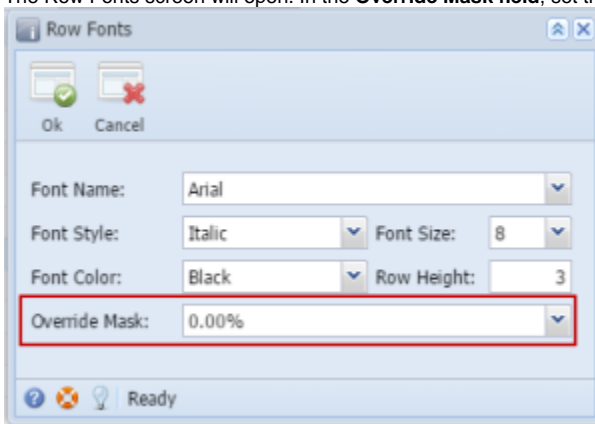 The Row Fonts screen will open. In the Override Mask field, set th
Row Fonts
Ok Cancel
Font Name: Arial
Font Style: Italic Font Size: 8
Font Color: Black Row Height: 3
Override Mask: 0.00%
Ready